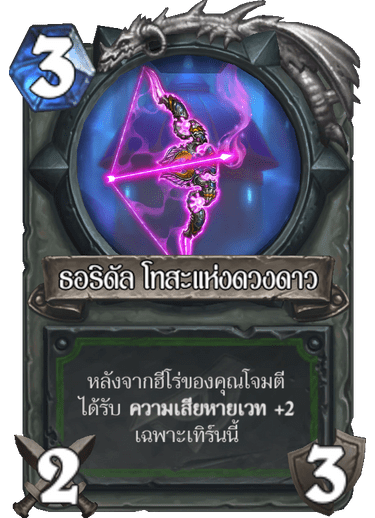 3
ธอริดัล โทสะแห่งดวงดาว
หลังจากฮีโร่ของคุณโจมตี
ได้รับ ความเสียหายเวท +2
เฉพาะเทิร์นนี้
2
3